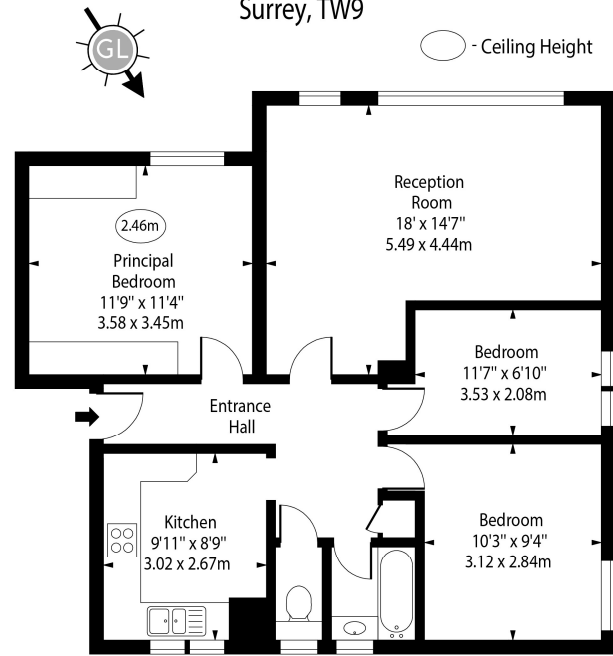 Surrey, TW9
GL
- Ceiling Height
Reception
Room
18' x 14'7"
5.49 x 4.44m
2.46m
Principal
Bedroom
11'9" x 11'4"
3.58 x 3.45m
Bedroom
11'7" x 6'10"
3.53 x 2.08m
Entrance
Hall
Kitchen
9'11" x 8'9"
3.02 x 2.67m
Bedroom
10'3" x 9'4"
3.12 x 2.84m